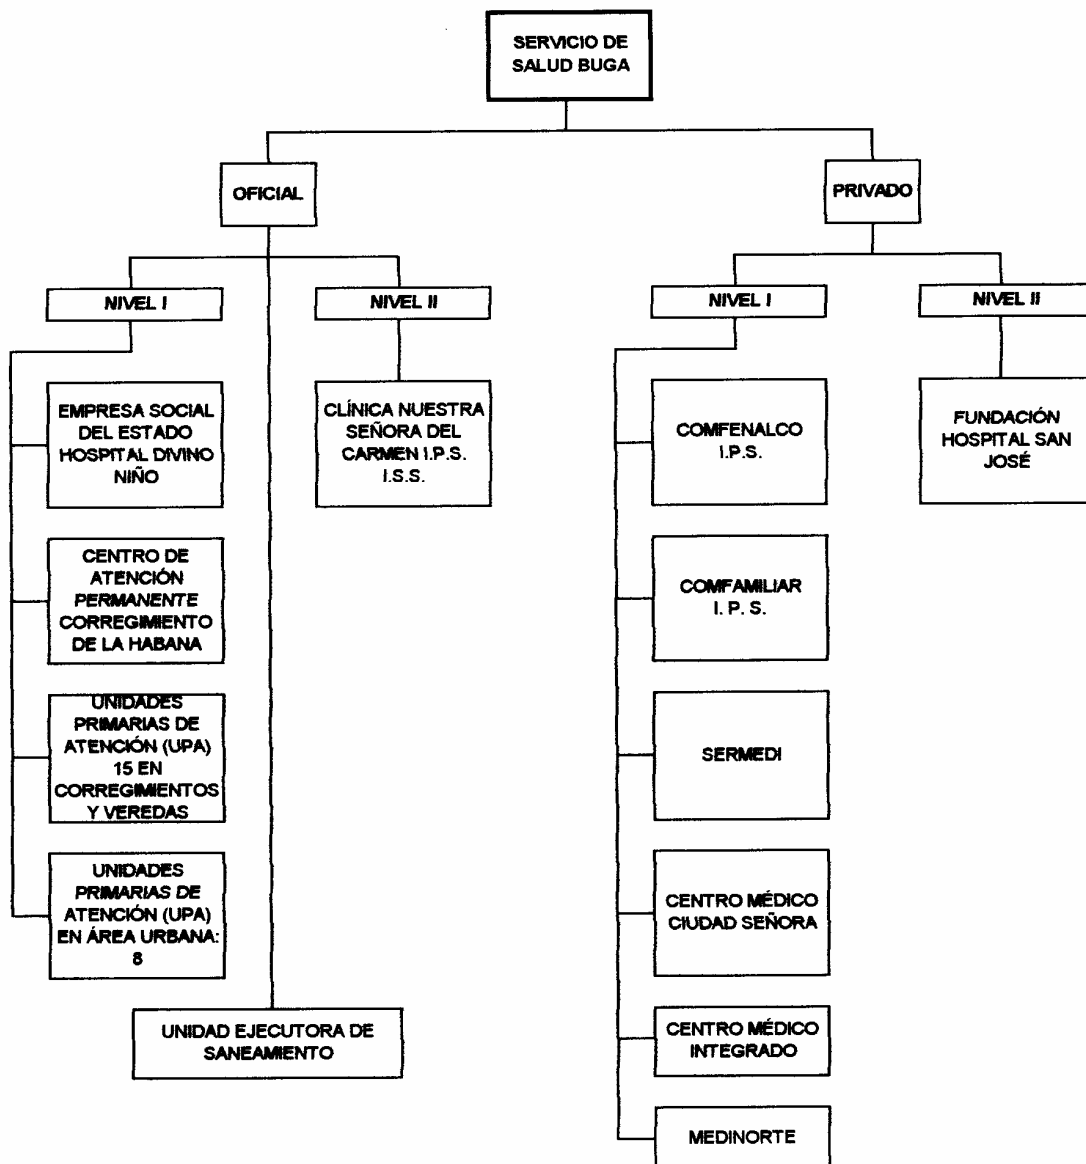 SERVICIO DE
SALUD BUGA
OFICIAL
PRIVADO
NIVEL I
NIVEL II
NIVEL I
NIVEL II
EMPRESA SOCIAL
DEL ESTADO
HOSPITAL DIVINO
NIÑO
CLÍNICA NUESTRA
SEÑORA DEL
CARMEN I.P.S.
I.S.S.
COMFENALCO
I.P.S.
FUNDACIÓN
HOSPITAL SAN
JOSÉ
CENTRO DE
ATENCIÓN
PERMANENTE
CORREGIMIENTO
DE LA HABANA
COMFAMILIAR
I. P. S.
UNIDADES
PRIMARIAS DE
ATENCIÓN (UPA)
15 EN
CORREGIMIENTOS
Y VEREDAS
SERMEDI
UNIDADES
PRIMARIAS DE
ATENCIÓN (UPA)
EN ÁREA URBANA:
8
CENTRO MÉDICO
CIUDAD SEÑORA
UNIDAD EJECUTORA DE
SANEAMIENTO
CENTRO MÉDICO
INTEGRADO
MEDINORTE